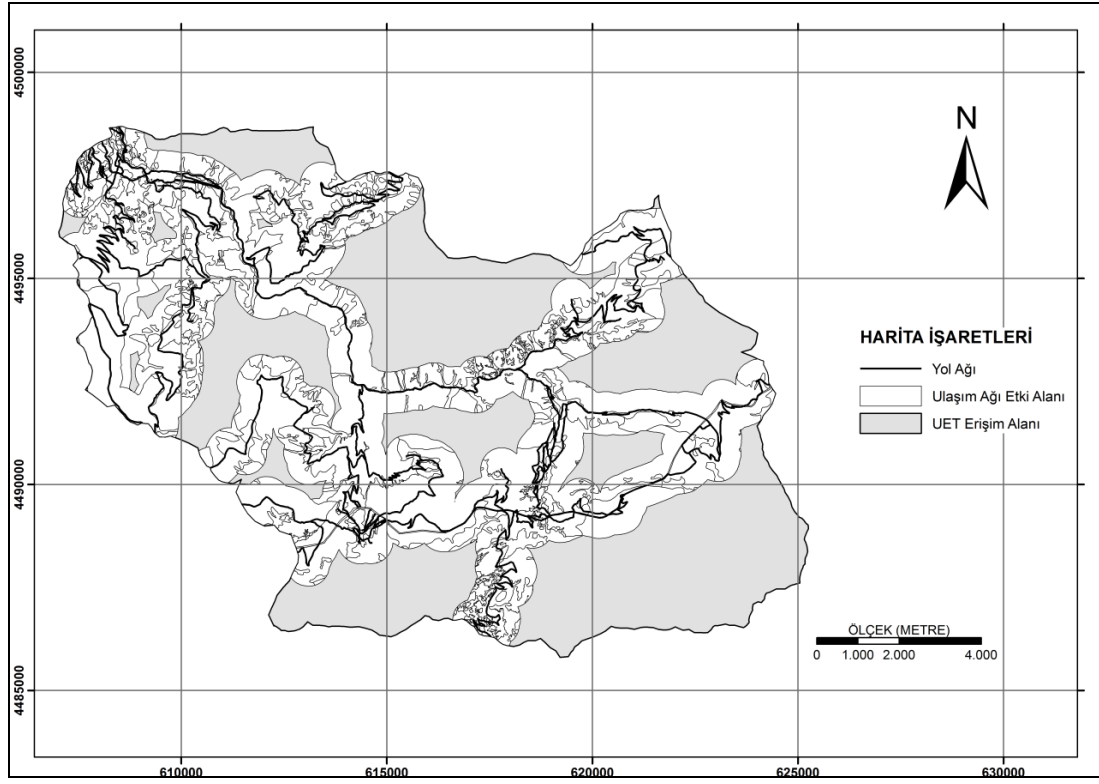 4500000
4495000
4490000
4485000
N
HARİTA İŞARETLERİ
Yol Ağı
Ulaşım Ağı Etki Alanı
UET Erişim Alanı
ÖLÇEK (METRE)
0 1.000 2.000 4.000
610000 615000 620000 625000 630000